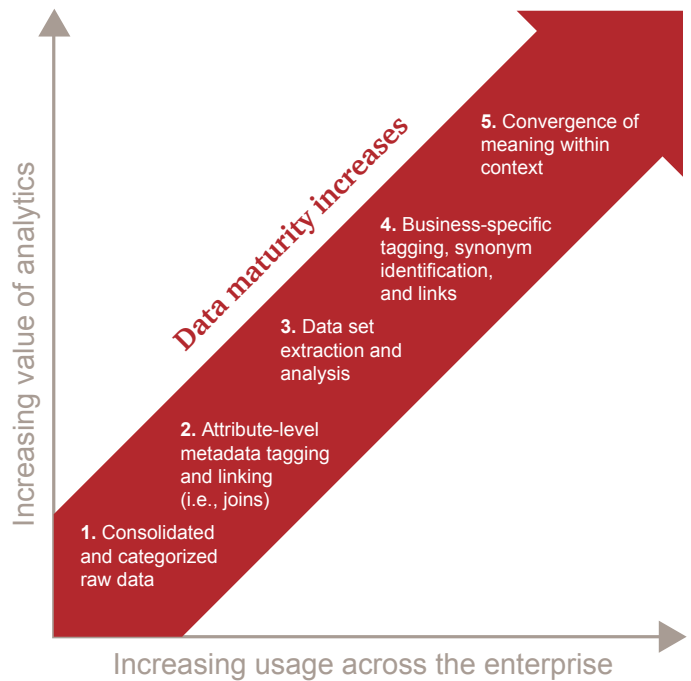 Increasing value of analytics
Data maturity increases
5. Convergence of
meaning within
context
4. Business-specific
tagging, synonym
identification,
and links
3. Data set
extraction and
analysis
2. Attribute-level
metadata tagging
and linking
(i.e., joins)
1. Consolidated
and categorized
raw data
Increasing usage across the enterprise